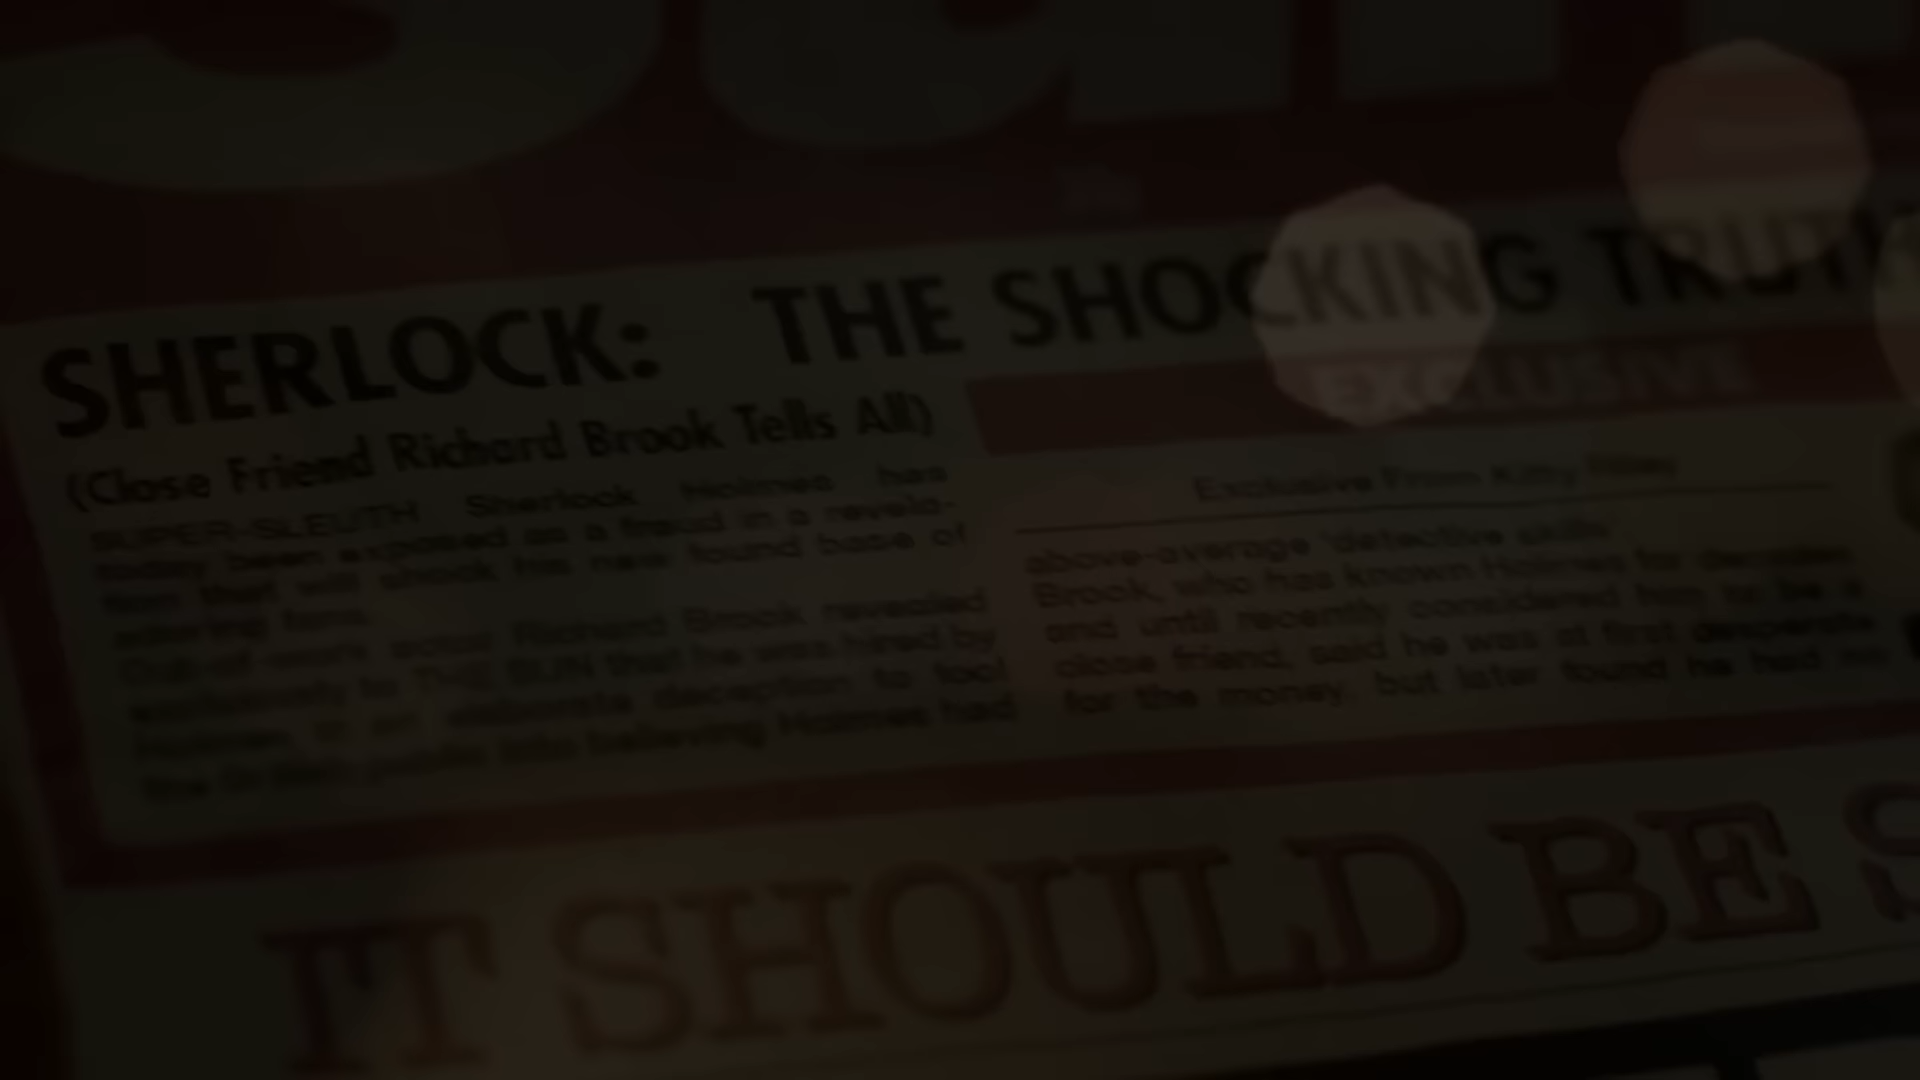 Sun
SHERLOCK: THE SHOCKING TRUTH
(Close Friend Richard Brook Tells All)
EXCLUSIVE
Exclusive From Kitty Riley
SUPER-SLEUTH Sherlock Holmes has
today been exposed as a fraud in a revela-
tion that will shock his new found base of
adoring fans.
Out-of-work actor Richard Brook revealed
exclusively to THE SUN that he was hired by
Holmes in an elaborate deception to fool
the British public into believing Holmes had
above-average 'detective skills'
Brook, who has known Holmes for decades
and until recently considered him to be a
close friend, said he was at first desperate
for the money, but later found he had no
IT SHOULD BE S